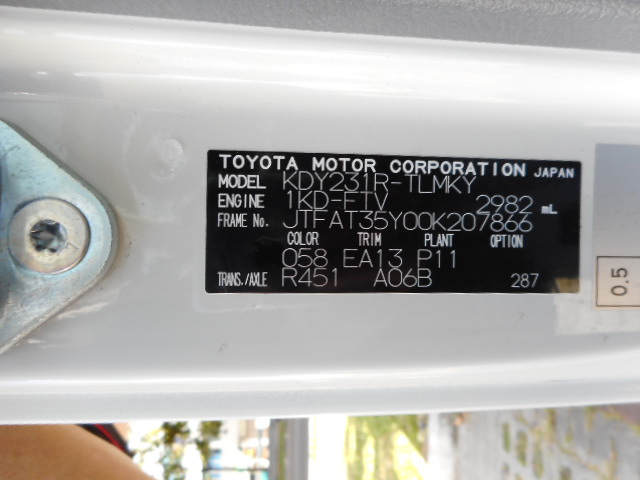 TOYOTA MOTOR CORPORATION JAPAN
MODEL KDY231R-TLMKY
ENGINE 1KD-FTV 2982 mL
FRAME No. JTFAT35Y00K207866
COLOR TRIM PLANT OPTION
058 EA13 P11
TRANS./AXLE R451 A06B 287
0.5